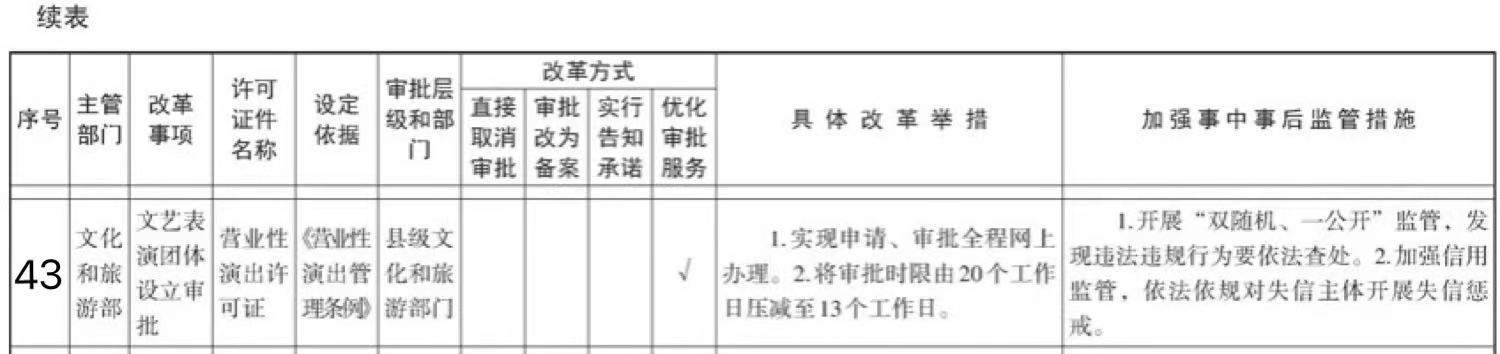 续表
序号
主管
部门
改革
事项
许可
证件
名称
设定
依据
审批层
级和部
门
改革方式
直接
取消
审批
审批
改为
备案
实行
告知
承诺
优化
审批
服务
具体改革举措
加强事中事后监管措施
43
文化
和旅
游部
文艺表
演团体
设立审
批
营业性
演出许
可证
《营业性
演出管
理条例》
县级文
化和旅
游部门
√
1.实现申请、审批全程网上
办理。2.将审批时限由20个工作
日压减至13个工作日。
1.开展“双随机、一公开”监管，发
现违法违规行为要依法查处。2.加强信用
监管，依法依规对失信主体开展失信惩
戒。